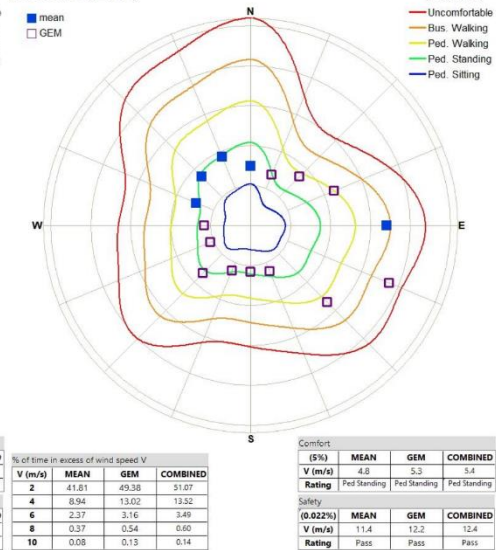 N
mean
GEM
Uncomfortable
Bus. Walking
Ped. Walking
Ped. Standing
Ped. Sitting
W
E
S
% of time in excess of wind speed V
V (m/s) MEAN GEM COMBINED
2 41.81 49.38 51.07
4 8.94 13.02 13.52
6 2.37 3.16 3.49
8 0.37 0.54 0.60
10 0.08 0.13 0.14
Comfort
(5%) MEAN GEM COMBINED
V (m/s) 4.8 5.3 5.4
Rating Ped Standing Ped Standing Ped Standing
Safety
(0.022%) MEAN GEM COMBINED
V (m/s) 11.4 12.2 12.4
Rating Pass Pass Pass